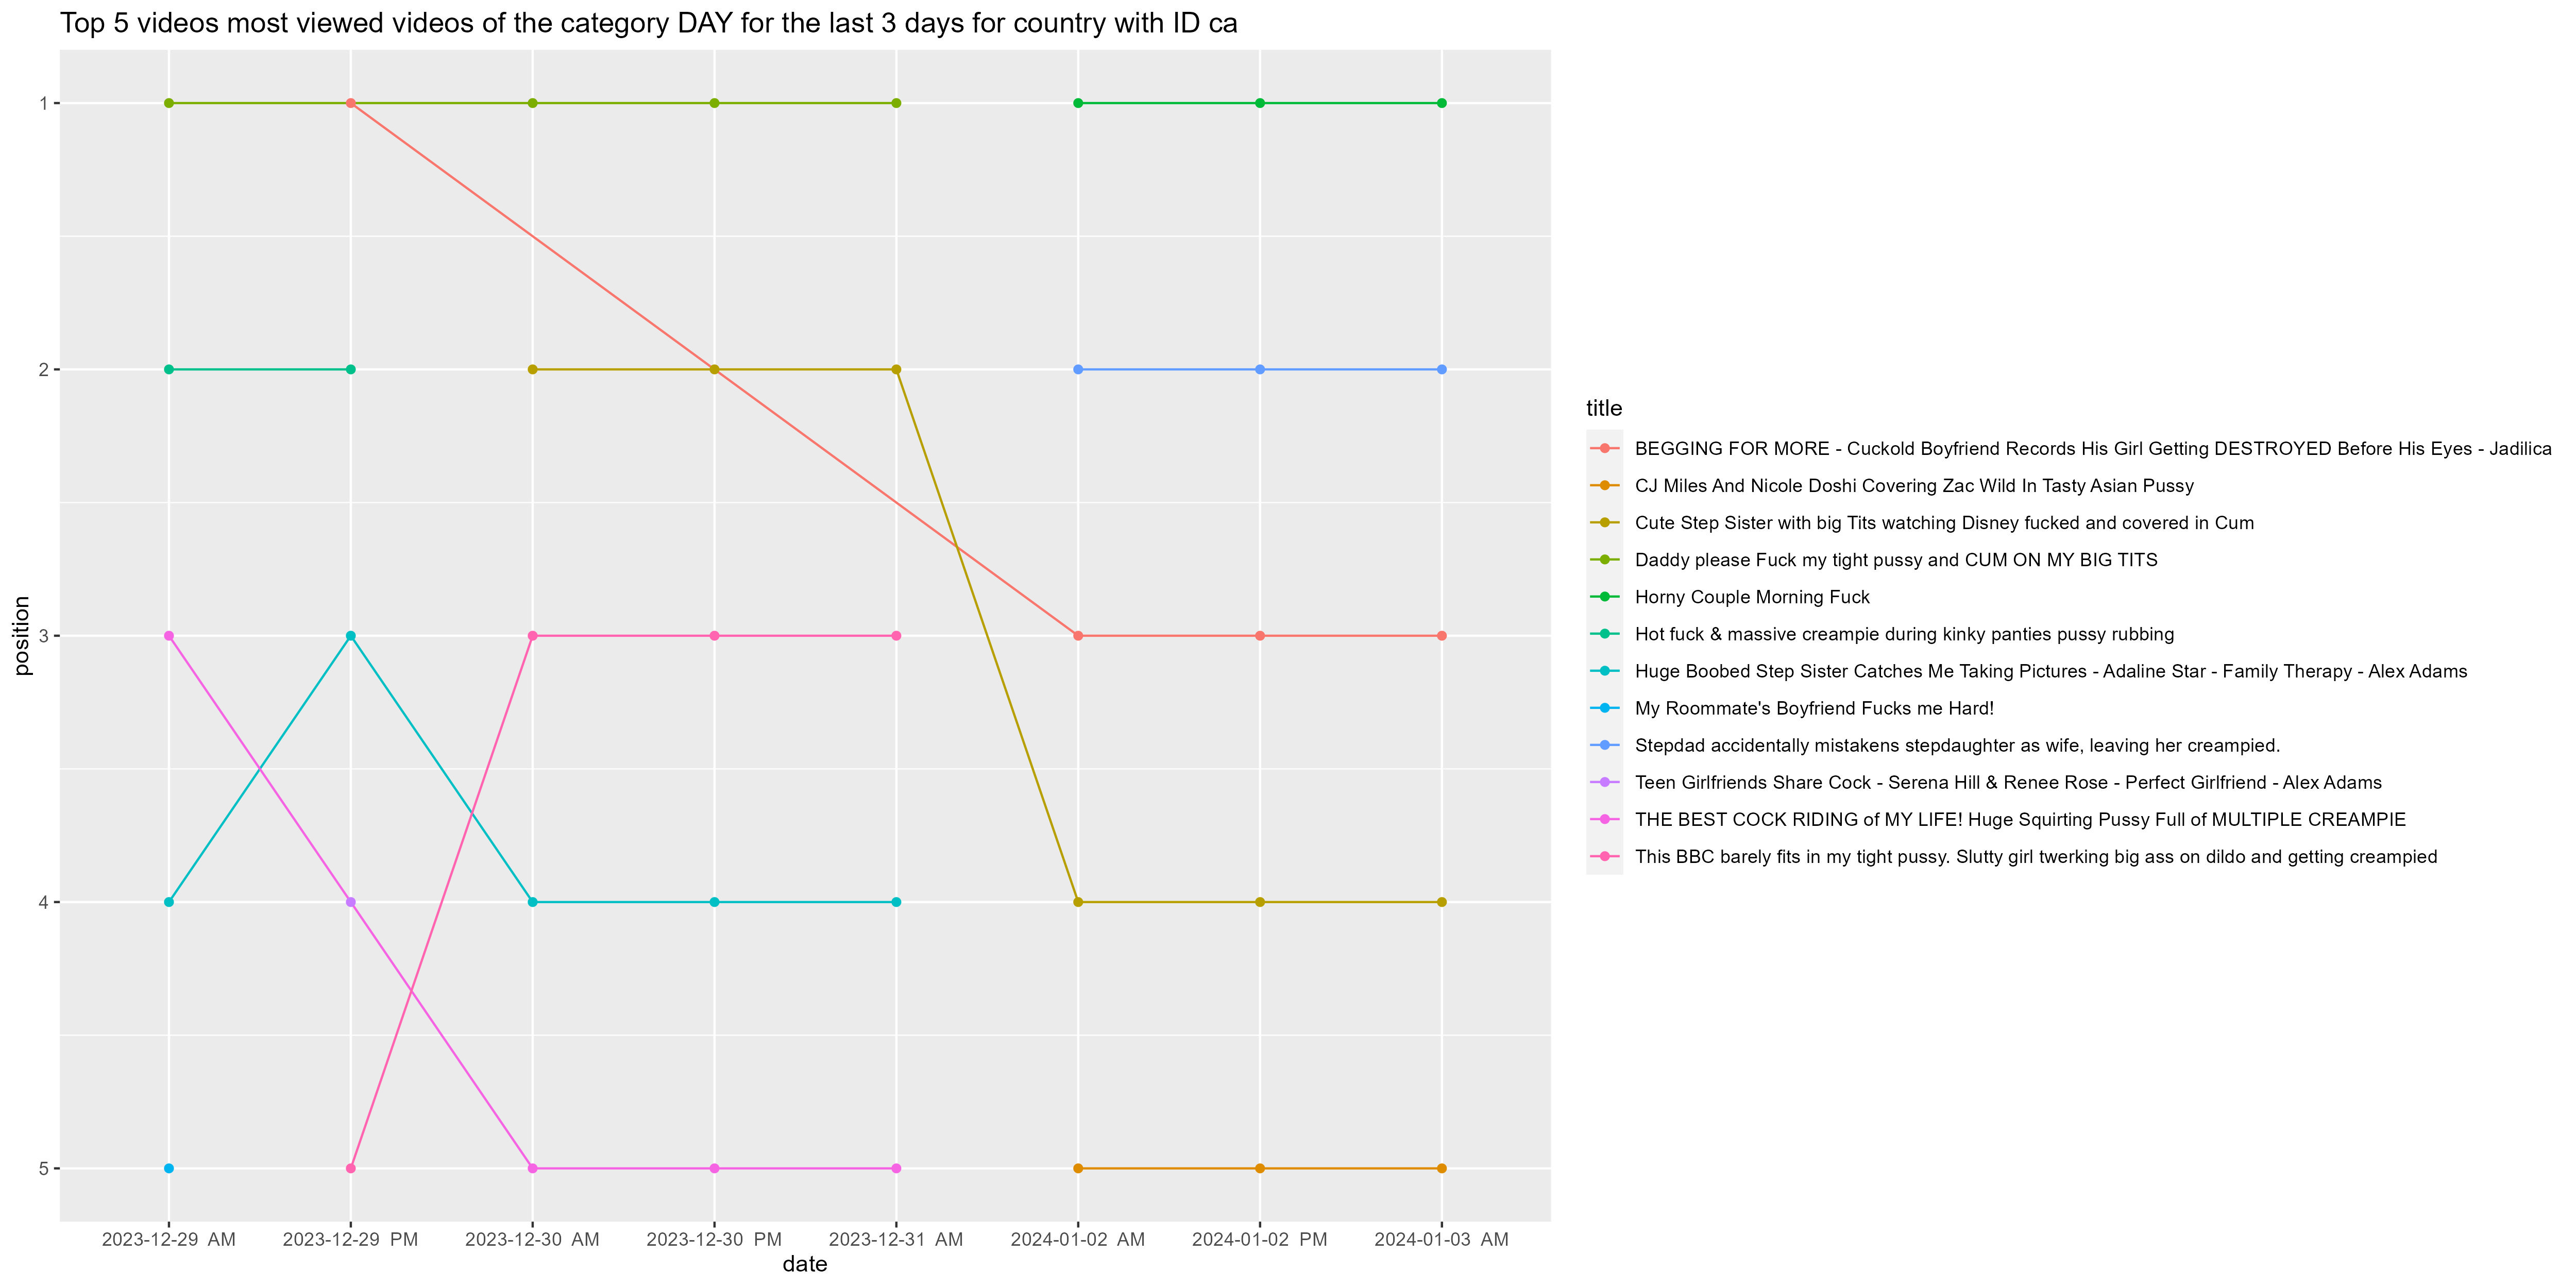 Top 5 videos most viewed videos of the category DAY for the last 3 days for country with ID ca
position
1
2
3
4
5
2023-12-29 AM
2023-12-29 PM
2023-12-30 AM
2023-12-30 PM
2023-12-31 AM
2024-01-02 AM
2024-01-02 PM
2024-01-03 AM
date
title
BEGGING FOR MORE - Cuckold Boyfriend Records His Girl Getting DESTROYED Before His Eyes - Jadilica
CJ Miles And Nicole Doshi Covering Zac Wild In Tasty Asian Pussy
Cute Step Sister with big Tits watching Disney fucked and covered in Cum
Daddy please Fuck my tight pussy and CUM ON MY BIG TITS
Horny Couple Morning Fuck
Hot fuck & massive creampie during kinky panties pussy rubbing
Huge Boobed Step Sister Catches Me Taking Pictures - Adaline Star - Family Therapy - Alex Adams
My Roommate's Boyfriend Fucks me Hard!
Stepdad accidentally mistakens stepdaughter as wife, leaving her creampied.
Teen Girlfriends Share Cock - Serena Hill & Renee Rose - Perfect Girlfriend - Alex Adams
THE BEST COCK RIDING of MY LIFE! Huge Squirting Pussy Full of MULTIPLE CREAMPIE
This BBC barely fits in my tight pussy. Slutty girl twerking big ass on dildo and getting creampied